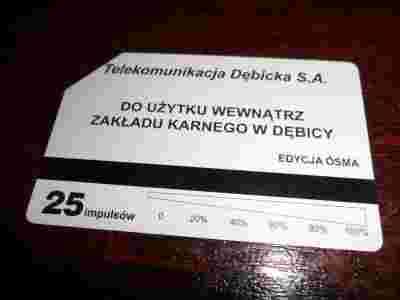 Telekomunikacja Dębicka S.A.
DO UŻYTKU WEWNĄTRZ
ZAKŁADU KARNEGO W DĘBICY
EDYCJA ÓSMA
25 impulsów
0 20% 40% 60% 80% 100%